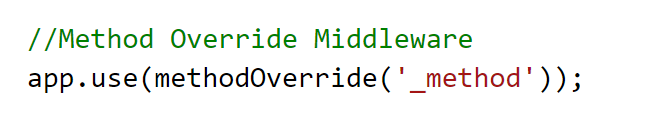 //Method Override Middleware
app.use(methodOverride('_method'));